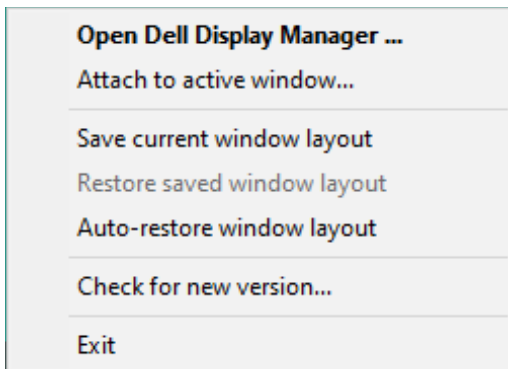 Open Dell Display Manager ...
Attach to active window...
Save current window layout
Restore saved window layout
Auto-restore window layout
Check for new version...
Exit